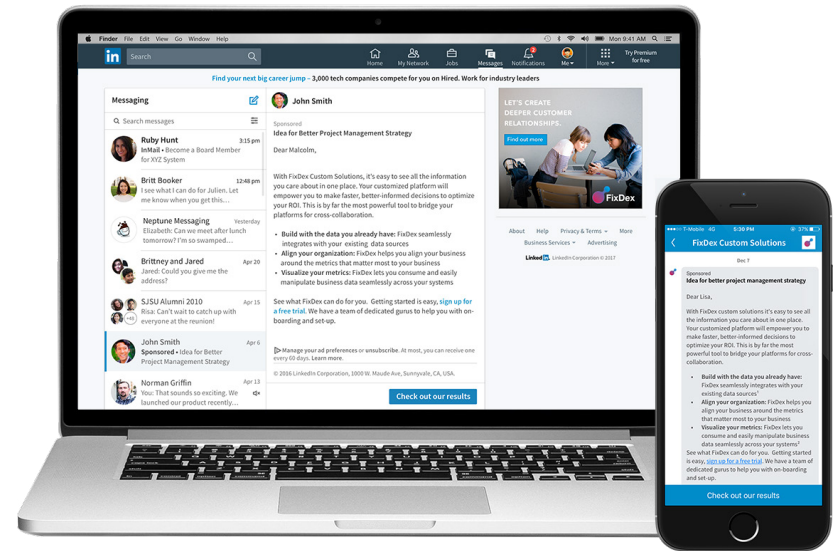 Finder File Edit View Go Window Help
Mon 9:41 AM
in Search
Home My Network Jobs Messages Notifications Me More Try Premium
for free
2
Find your next big career jump – 3,000 tech companies compete for you on Hired. Work for industry leaders
Messaging
Search messages
Ruby Hunt 3:15 pm
InMail • Become a Board Member
for XYZ System
Britt Booker 12:48 pm
I see what I can do for Julien. Let
me know when you get this…
Neptune Messaging Yesterday
Elizabeth: Can we meet after lunch
tomorrow? I'm so swamped…
Brittney and Jared Apr 20
Jared: Could you give me the
address?
+46
SJSU Alumni 2010 Apr 15
Risa: Can't wait to catch up with
everyone at the reunion!
John Smith Apr 6
Sponsored • Idea for Better
Project Management Strategy
Norman Griffin Apr 13
You: That sounds so exciting. We
launched our product recently…
John Smith
Sponsored
Idea for Better Project Management Strategy
Dear Malcolm,
With FixDex Custom Solutions, it's easy to see all the information
you care about in one place. Your customized platform will
empower you to make faster, better-informed decisions to optimize
your ROI. This is by far the most powerful tool to bridge your
platforms for cross-collaboration.
• Build with the data you already have: FixDex seamlessly
integrates with your existing data sources
• Align your organization: FixDex helps you align your business
around the metrics that matter most to your business
• Visualize your metrics: FixDex lets you consume and easily
manipulate business data seamlessly across your systems
See what FixDex can do for you. Getting started is easy, sign up for
a free trial. We have a team of dedicated gurus to help you with on-
boarding and set-up.
Manage your ad preferences or unsubscribe. At most, you can receive one
every 60 days. Learn more.
© 2016 LinkedIn Corporation, 1000 W. Maude Ave, Sunnyvale, CA, USA.
Check out our results
LET'S CREATE
DEEPER CUSTOMER
RELATIONSHIPS.
Find out more
FixDex
About Help Privacy & Terms More
Business Services Advertising
Linked in LinkedIn Corporation © 2017
T-Mobile 4G 5:30 PM 37%
FixDex Custom Solutions
Dec 7
Sponsored
Idea for better project management strategy
Dear Lisa,
With FixDex custom solutions it's easy to see all
the information you care about in one place.
Your customized platform will empower you to
make faster, better-informed decisions to
optimize your ROI. This is by far the most
powerful tool to bridge your platforms for cross-
collaboration.
• Build with the data you already have:
FixDex seamlessly integrates with your
existing data sources¹
• Align your organization: FixDex helps you
align your business around the metrics
that matter most to your business
• Visualize your metrics: FixDex lets you
consume and easily manipulate business
data seamlessly across your systems²
See what FixDex can do for you. Getting started
is easy, sign up for a free trial. We have a team of
dedicated gurus to help you with on-boarding
and set-up.
Check out our results